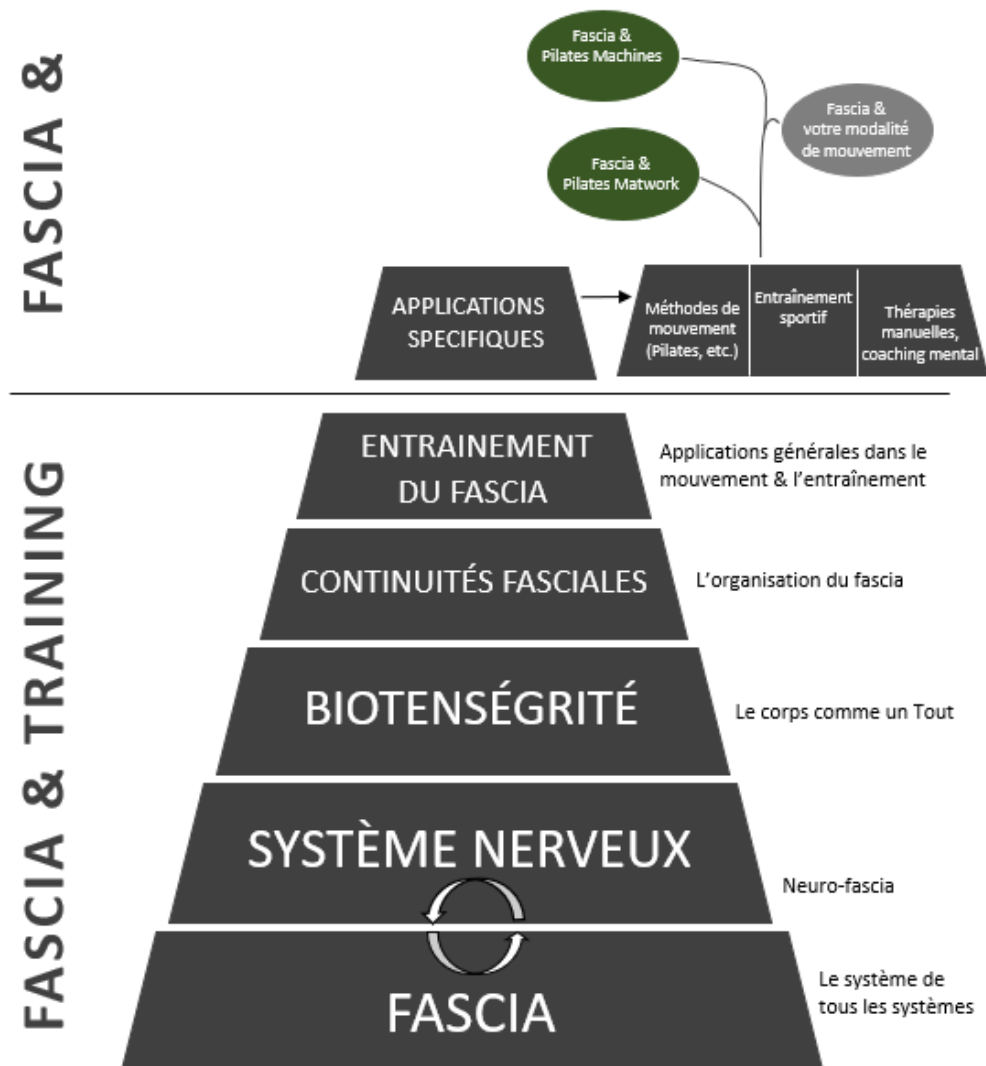 FASCIA &
Fascia &
Pilates Machines
Fascia &
votre modalité
de mouvement
Fascia &
Pilates Matwork
APPLICATIONS
SPECIFIQUES
Méthodes de
mouvement
(Pilates, etc.)
Entraînement
sportif
Thérapies
manuelles,
coaching mental
FASCIA & TRAINING
ENTRAINEMENT
DU FASCIA
Applications générales dans le
mouvement & l’entraînement
CONTINUITÉS FASCIALES
L’organisation du fascia
BIOTENSÉGRITÉ
Le corps comme un Tout
SYSTÈME NERVEUX
Neuro-fascia
FASCIA
Le système de
tous les systèmes